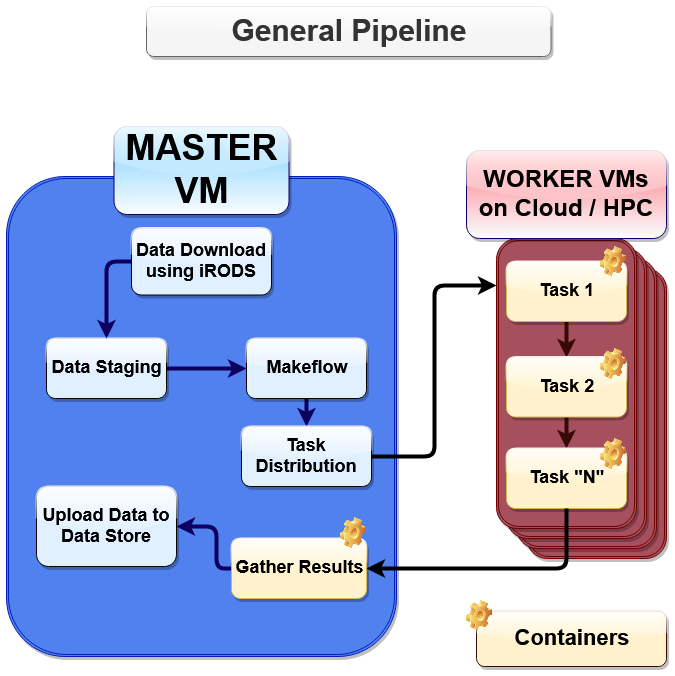 General Pipeline
MASTER
VM
WORKER VMs
on Cloud / HPC
Data Download
using iRODS
Task 1
Data Staging
Makeflow
Task 2
Task
Distribution
Task "N"
Upload Data to
Data Store
Gather Results
Containers